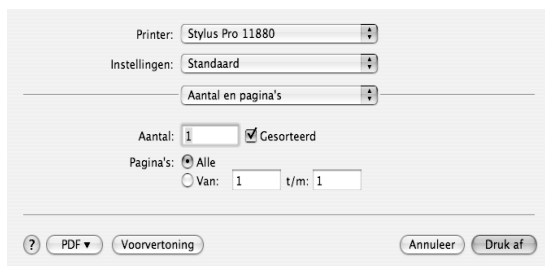 Printer: Stylus Pro 11880
Instellingen: Standaard
Aantal en pagina's
Aantal: 1 Gesorteerd
Pagina's: Alle
Van: 1 t/m: 1
? PDF ▼ Voorvertoning Annuleer Druk af